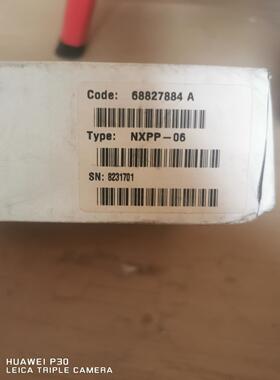 Code: 68827884 A
Type: NXPP-06
SN: 8231701
HUAWEI P30
LEICA TRIPLE CAMERA